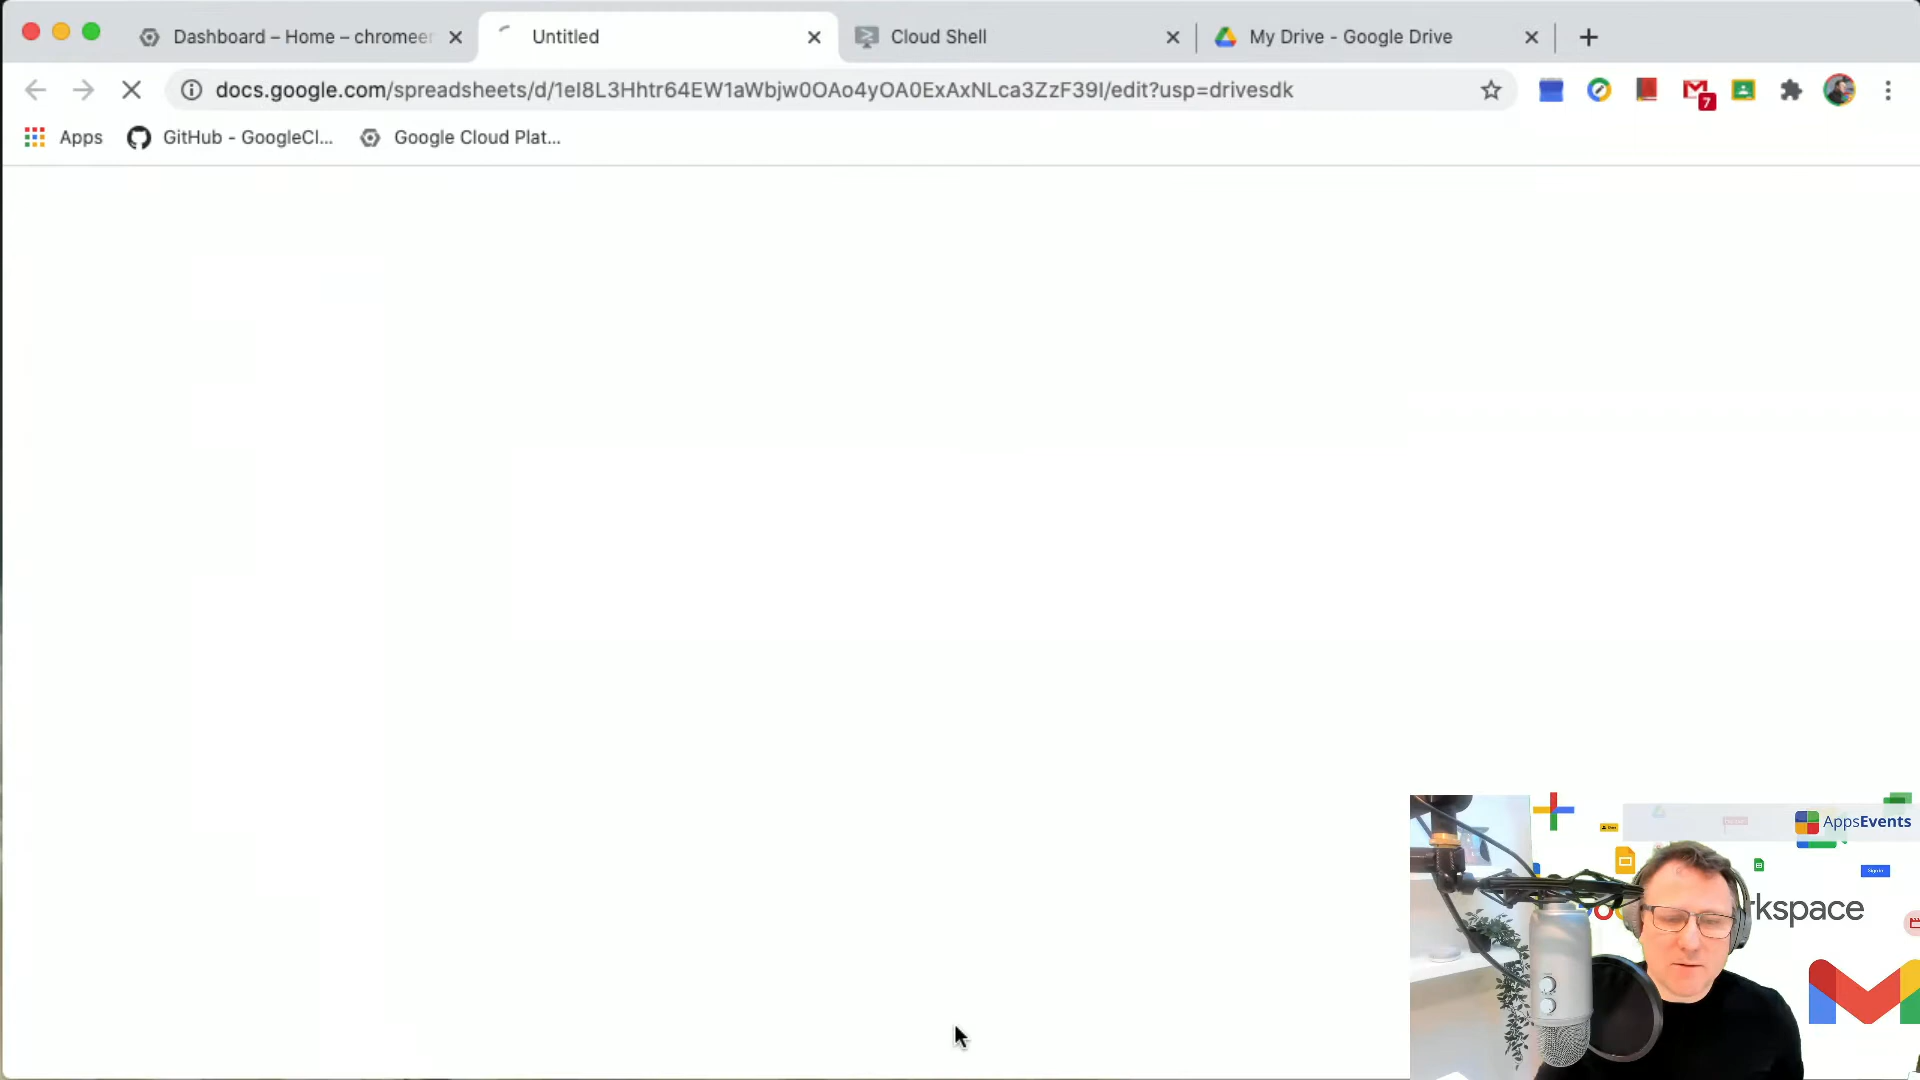 Dashboard – Home – chromeer
Untitled
Cloud Shell
My Drive - Google Drive
docs.google.com/spreadsheets/d/1eI8L3Hhtr64EW1aWbjw0OAo4yOA0ExAxNLca3ZzF39I/edit?usp=drivesdk
7
Apps
GitHub - GoogleCl...
Google Cloud Plat...
AppsEvents
rkspace